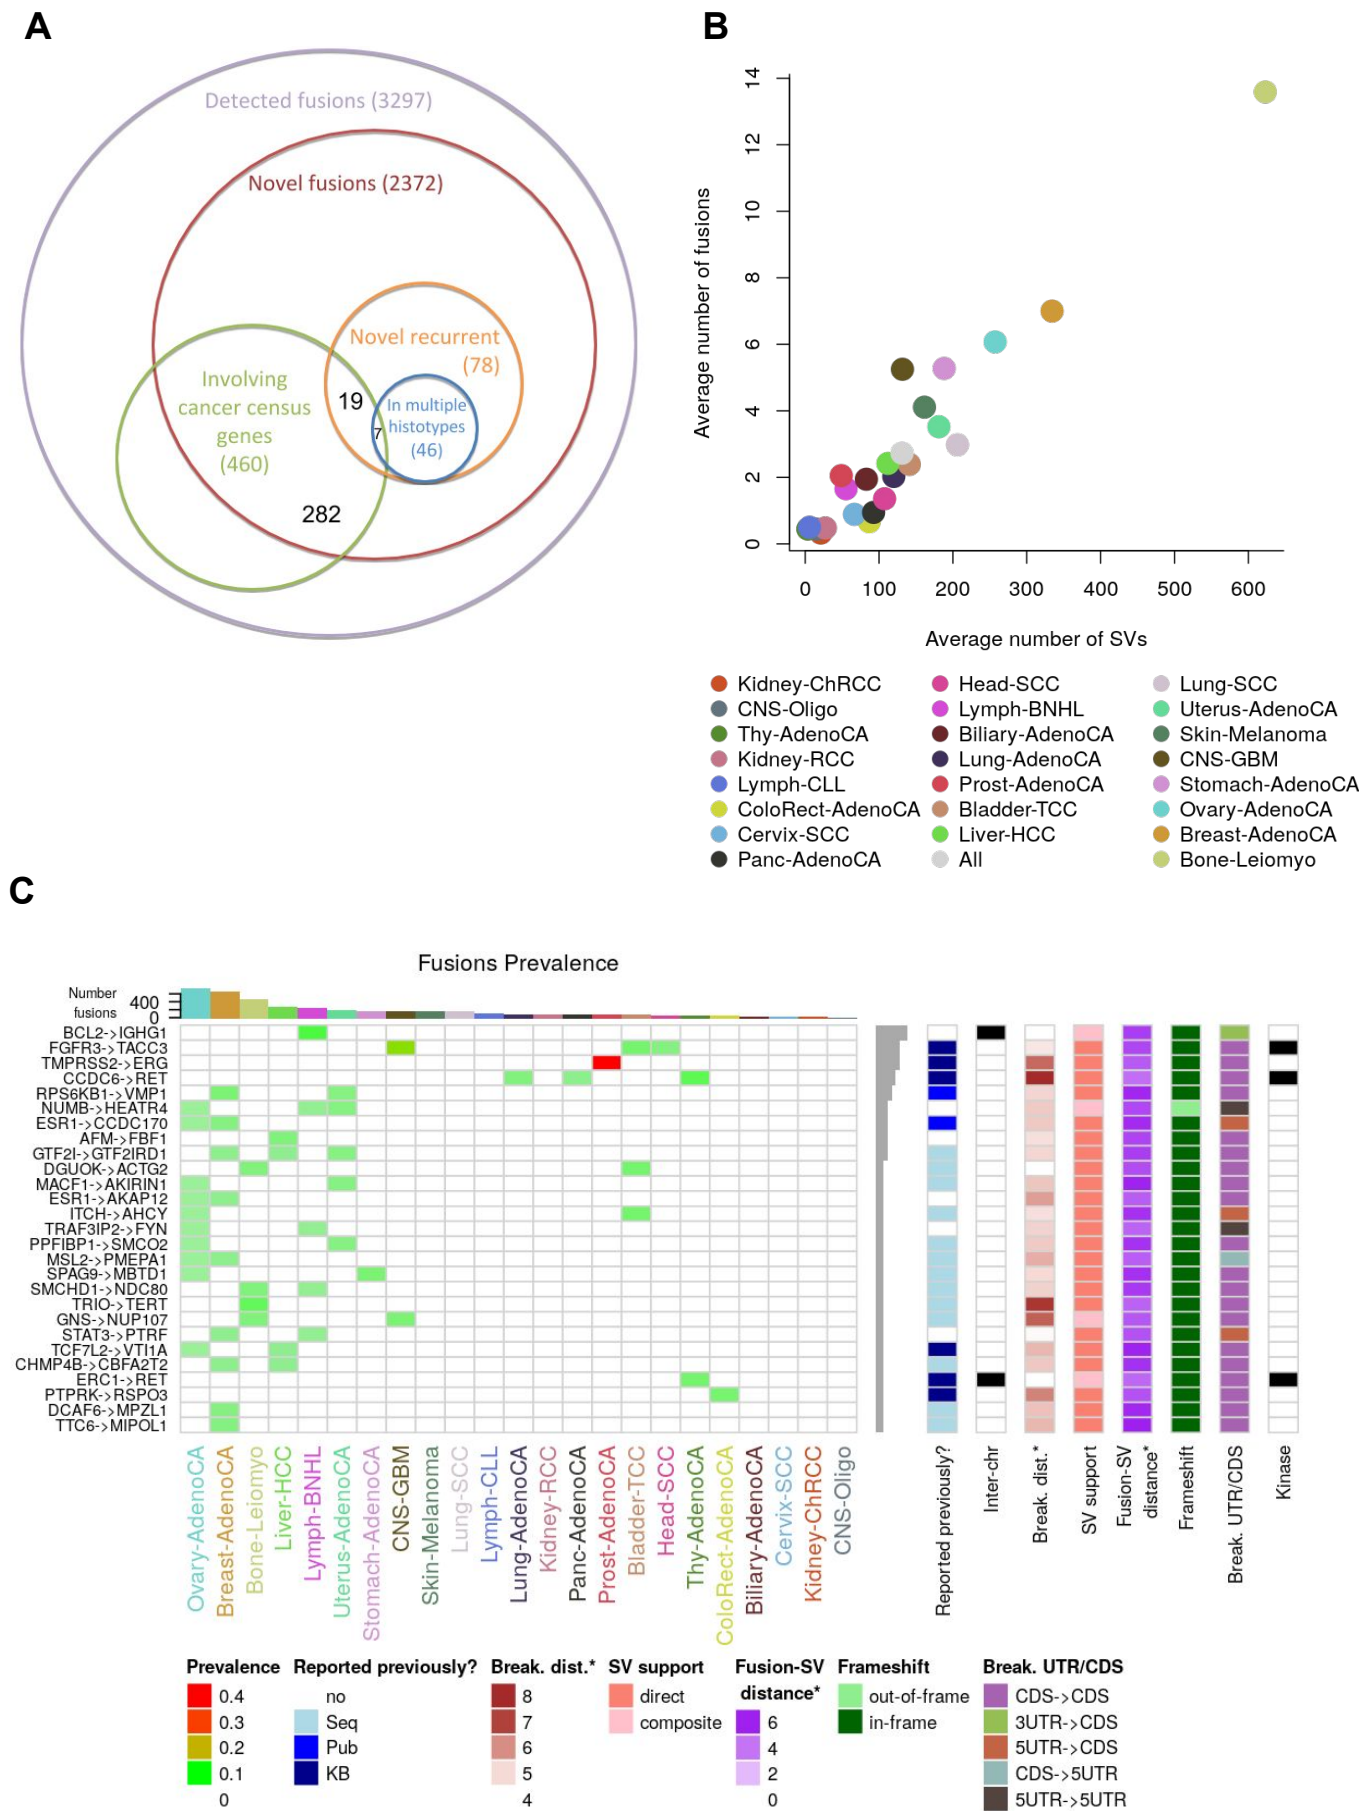 A
Detected fusions (3297)
Novel fusions (2372)
Novel recurrent
(78)
Involving
cancer census
genes
(460)
19
7
In multiple
histotypes
(46)
282
B
Average number of fusions
14
12
10
8
6
4
2
0
0 100 200 300 400 500 600
Average number of SVs
Kidney-ChRCC Head-SCC Lung-SCC
CNS-Oligo Lymph-BNHL Uterus-AdenoCA
Thy-AdenoCA Biliary-AdenoCA Skin-Melanoma
Kidney-RCC Lung-AdenoCA CNS-GBM
Lymph-CLL Prost-AdenoCA Stomach-AdenoCA
ColoRect-AdenoCA Bladder-TCC Ovary-AdenoCA
Cervix-SCC Liver-HCC Breast-AdenoCA
Panc-AdenoCA All Bone-Leiomyo
C
Fusions Prevalence
Number
fusions
400
0
BCL2->IGHG1
FGFR3->TACC3
TMPRSS2->ERG
CCDC6->RET
RPS6KB1->VMP1
NUMB->HEATR4
ESR1->CCDC170
AFM->FBF1
GTF2I->GTF2IRD1
DGUOK->ACTG2
MACF1->AKIRIN1
ESR1->AKAP12
ITCH->AHCY
TRAF3IP2->FYN
PPFIBP1->SMCO2
MSL2->PMEPA1
SPAG9->MBTD1
SMCHD1->NDC80
TRIO->TERT
GNS->NUP107
STAT3->PTRF
TCF7L2->VTI1A
CHMP4B->CBFA2T2
ERC1->RET
PTPRK->RSPO3
DCAF6->MPZL1
TTC6->MIPOL1
Ovary-AdenoCA
Breast-AdenoCA
Bone-Leiomyo
Liver-HCC
Lymph-BNHL
Uterus-AdenoCA
Stomach-AdenoCA
CNS-GBM
Skin-Melanoma
Lung-SCC
Lymph-CLL
Lung-AdenoCA
Kidney-RCC
Panc-AdenoCA
Prost-AdenoCA
Bladder-TCC
Head-SCC
Thy-AdenoCA
ColoRect-AdenoCA
Biliary-AdenoCA
Cervix-SCC
Kidney-ChRCC
CNS-Oligo
Reported previously?
Inter-chr
Break. dist.*
SV support
Fusion-SV
distance*
Frameshift
Break. UTR/CDS
Kinase
Prevalence
0.4
0.3
0.2
0.1
0
Reported previously?
no
Seq
Pub
KB
Break. dist.*
8
7
6
5
4
SV support
direct
composite
Fusion-SV
distance*
6
4
2
0
Frameshift
out-of-frame
in-frame
Break. UTR/CDS
CDS->CDS
3UTR->CDS
5UTR->CDS
CDS->5UTR
5UTR->5UTR